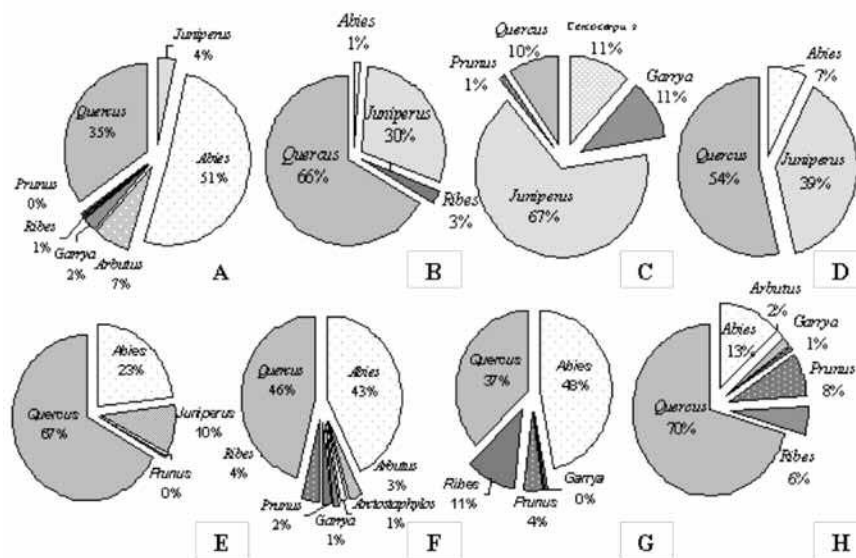 Juniperus
4%
Quercus
35%
Abies
51%
Prunus
0%
Ribes
1%
Garrya
2%
Arbutus
7%
A
Abies
1%
Juniperus
30%
Quercus
66%
Ribes
3%
B
Quercus
10%
11%
Prunus
1%
Garrya
11%
Juniperus
67%
C
Abies
7%
Quercus
54%
Juniperus
39%
D
Abies
23%
Quercus
67%
Juniperus
10%
Prunus
0%
E
Quercus
46%
Abies
43%
Ribes
4%
Arbutus
3%
Prunus
2%
Garrya
1%
Arctostaphylos
1%
F
Quercus
37%
Abies
48%
Ribes
11%
Garrya
0%
Prunus
4%
G
Arbutus
2%
Garrya
1%
Abies
13%
Prunus
8%
Quercus
70%
Ribes
6%
H